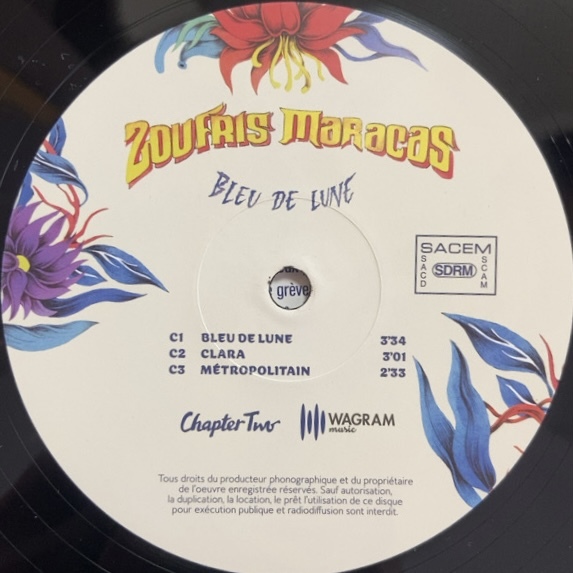 ZOUFRIS MARACAS
BLEU DE LUNE
SACEM
SACD
SDRM
SCAM
grève
C1 BLEU DE LUNE 3'34
C2 CLARA 3'01
C3 MÉTROPOLITAIN 2'33
Chapter Two
WAGRAM
music
Tous droits du producteur phonographique et du propriétaire
de l'oeuvre enregistrée réservés. Sauf autorisation,
la duplication, la location, le prêt l'utilisation de ce disque
pour exécution publique et radiodiffusion sont interdit.